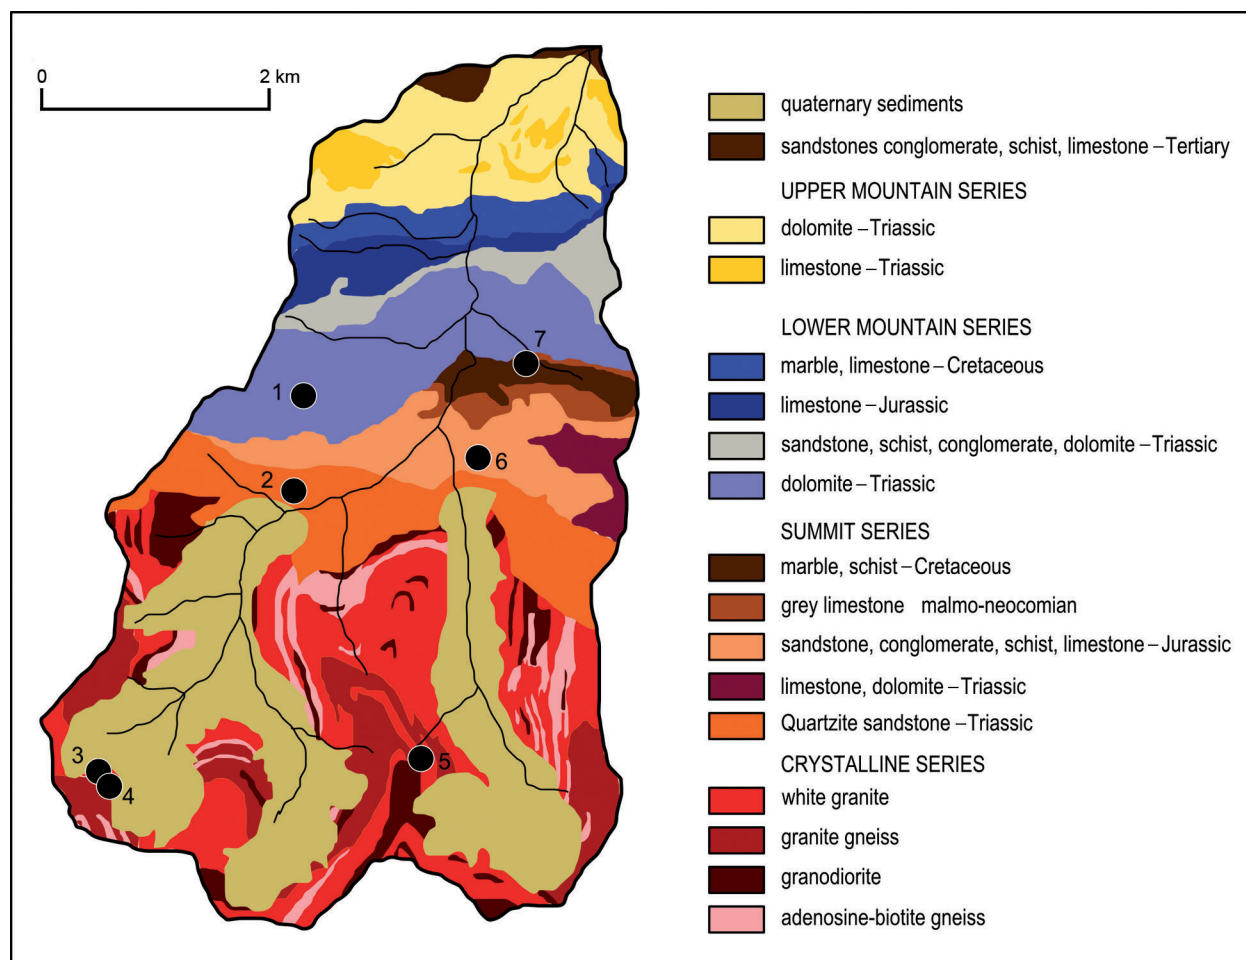 0 2 km
1
2
3
4
5
6
7
quaternary sediments
sandstones conglomerate, schist, limestone – Tertiary
UPPER MOUNTAIN SERIES
dolomite – Triassic
limestone – Triassic
LOWER MOUNTAIN SERIES
marble, limestone – Cretaceous
limestone – Jurassic
sandstone, schist, conglomerate, dolomite – Triassic
dolomite – Triassic
SUMMIT SERIES
marble, schist – Cretaceous
grey limestone malmo-neocomian
sandstone, conglomerate, schist, limestone – Jurassic
limestone, dolomite – Triassic
Quartzite sandstone – Triassic
CRYSTALLINE SERIES
white granite
granite gneiss
granodiorite
adenosine-biotite gneiss